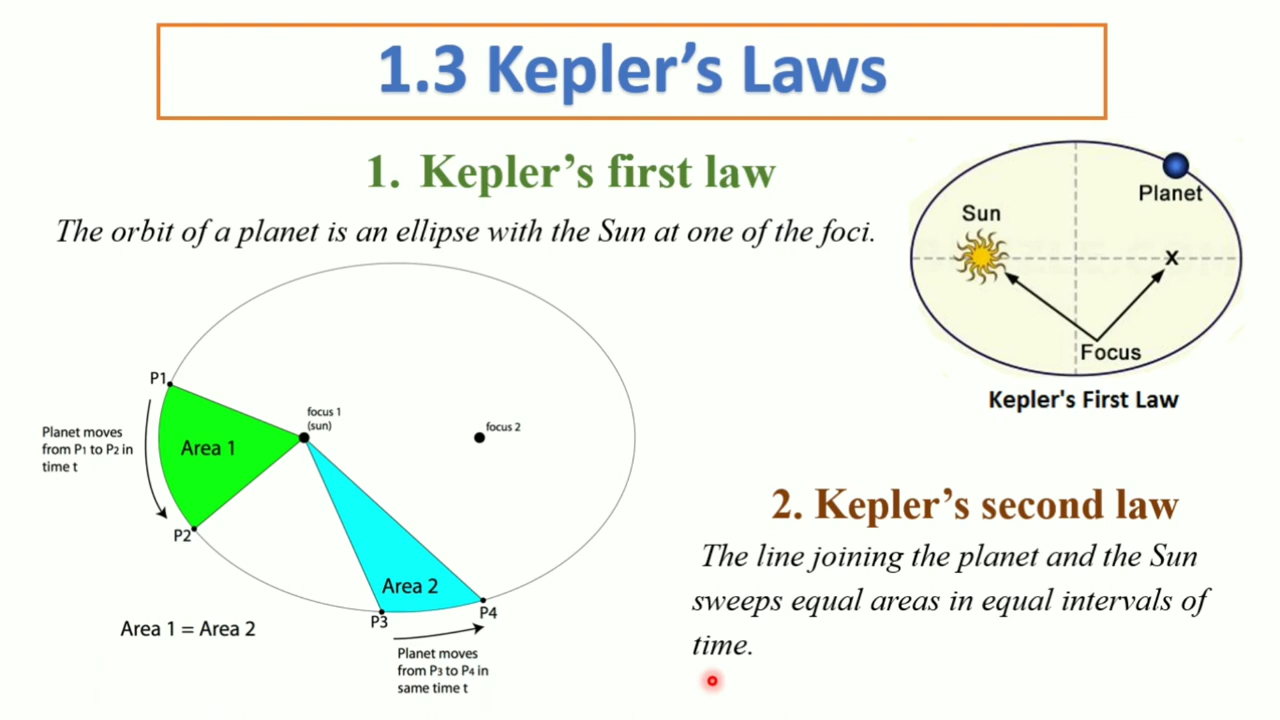 1.3 Kepler's Laws
1. Kepler's first law
The orbit of a planet is an ellipse with the Sun at one of the foci.
Planet
Sun
x
Focus
Kepler's First Law
P1
focus 1
(sun)
focus 2
Planet moves
from P1 to P2 in
time t
Area 1
P2
Area 2
P3
P4
Area 1 = Area 2
Planet moves
from P3 to P4 in
same time t
2. Kepler's second law
The line joining the planet and the Sun
sweeps equal areas in equal intervals of
time.